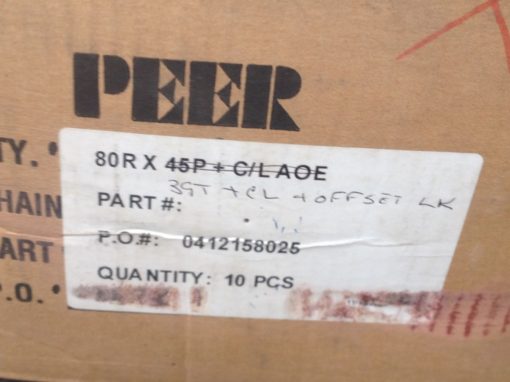 PEER
TY.
80R X 45P + C/L AOE
39T + CL + OFFSET LK
HAIN
PART #:
ART
P.O.#: 0412158025
QUANTITY: 10 PCS
.O.